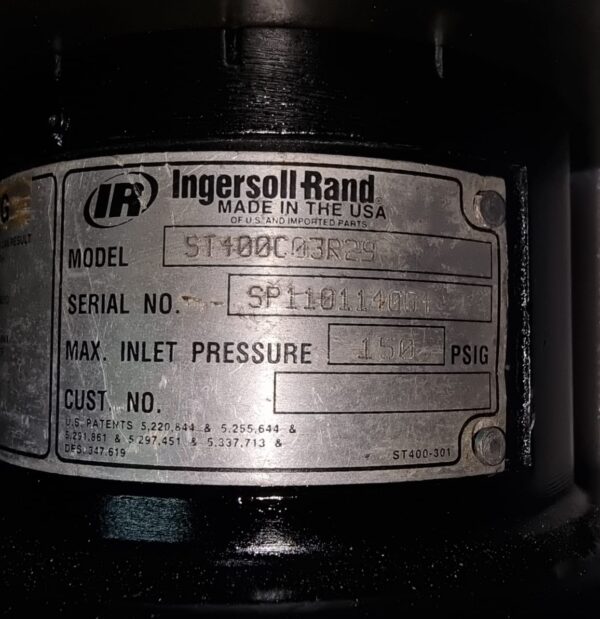 IR Ingersoll-Rand
MADE IN THE USA
OF U.S. AND IMPORTED PARTS
MODEL ST400C03R29
SERIAL NO.
MAX. INLET PRESSURE 150 PSIG
CUST. NO.
U.S. PATENTS 5,220,644 & 5,255,644 &
5,291,861 & 5,297,451 & 5,337,713 &
DES. 347,619
ST400-301
G
RESULT